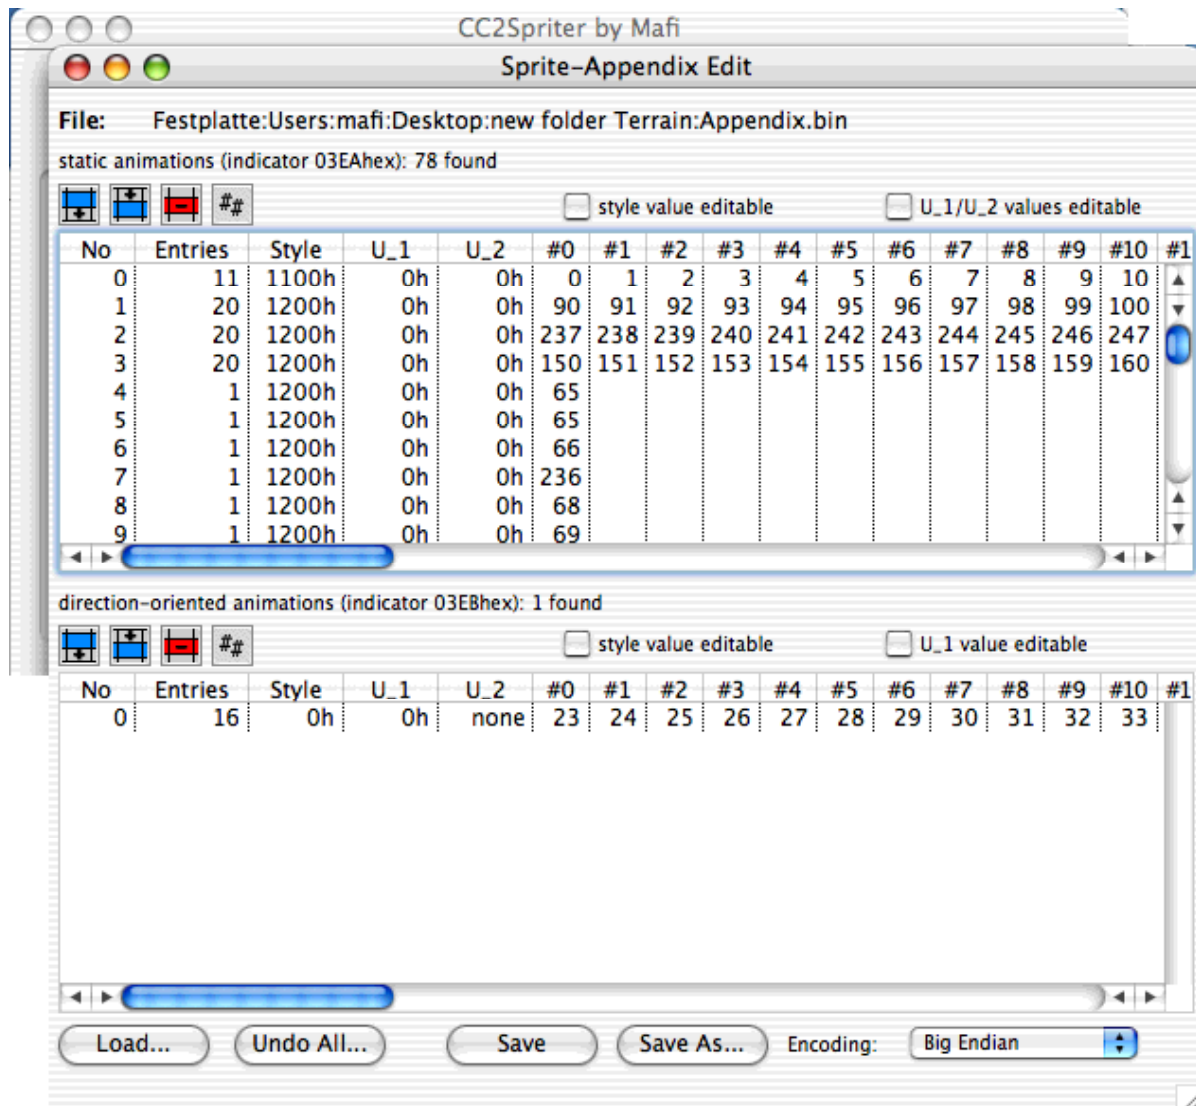 CC2Spriter by Mafi
Sprite-Appendix Edit
File: Festplatte:Users:mafi:Desktop:new folder Terrain:Appendix.bin
static animations (indicator 03EAhex): 78 found
## style value editable U_1/U_2 values editable
No Entries Style U_1 U_2 #0 #1 #2 #3 #4 #5 #6 #7 #8 #9 #10 #1
0 11 1100h 0h 0h 0 1 2 3 4 5 6 7 8 9 10
1 20 1200h 0h 0h 90 91 92 93 94 95 96 97 98 99 100
2 20 1200h 0h 0h 237 238 239 240 241 242 243 244 245 246 247
3 20 1200h 0h 0h 150 151 152 153 154 155 156 157 158 159 160
4 1 1200h 0h 0h 65
5 1 1200h 0h 0h 65
6 1 1200h 0h 0h 66
7 1 1200h 0h 0h 236
8 1 1200h 0h 0h 68
9 1 1200h 0h 0h 69
direction-oriented animations (indicator 03EBhex): 1 found
## style value editable U_1 value editable
No Entries Style U_1 U_2 #0 #1 #2 #3 #4 #5 #6 #7 #8 #9 #10 #1
0 16 0h 0h none 23 24 25 26 27 28 29 30 31 32 33
Load... Undo All... Save Save As... Encoding: Big Endian